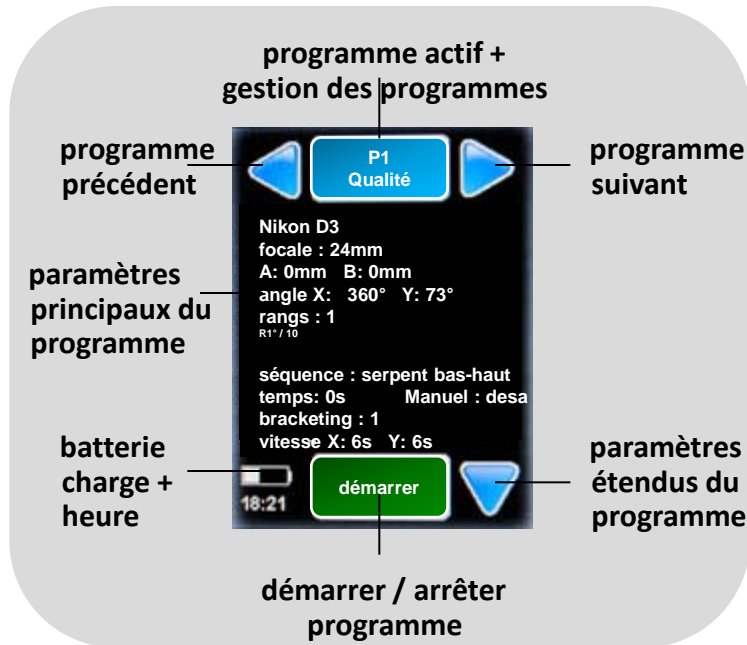 programme actif +
gestion des programmes
programme
précédent
P1
Qualité
programme
suivant
Nikon D3
focale : 24mm
A: 0mm B: 0mm
angle X: 360° Y: 73°
rangs : 1
R1° / 10
paramètres
principaux du
programme
séquence : serpent bas-haut
temps: 0s Manuel : desa
bracketing : 1
vitesse X: 6s Y: 6s
batterie
charge +
heure
18:21
démarrer
paramètres
étendus du
programme
démarrer / arrêter
programme